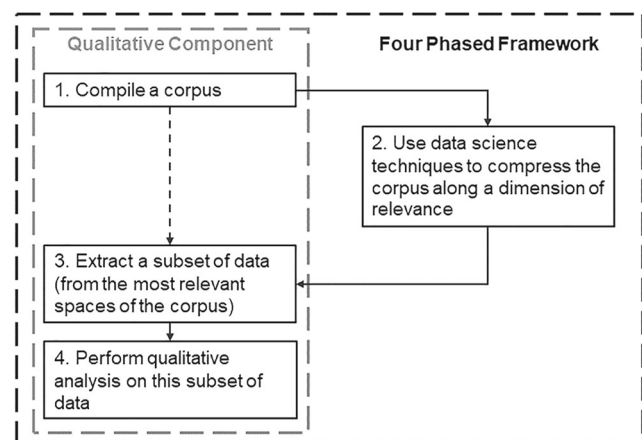 Qualitative Component
Four Phased Framework
1. Compile a corpus
2. Use data science
techniques to compress the
corpus along a dimension of
relevance
3. Extract a subset of data
(from the most relevant
spaces of the corpus)
4. Perform qualitative
analysis on this subset of
data